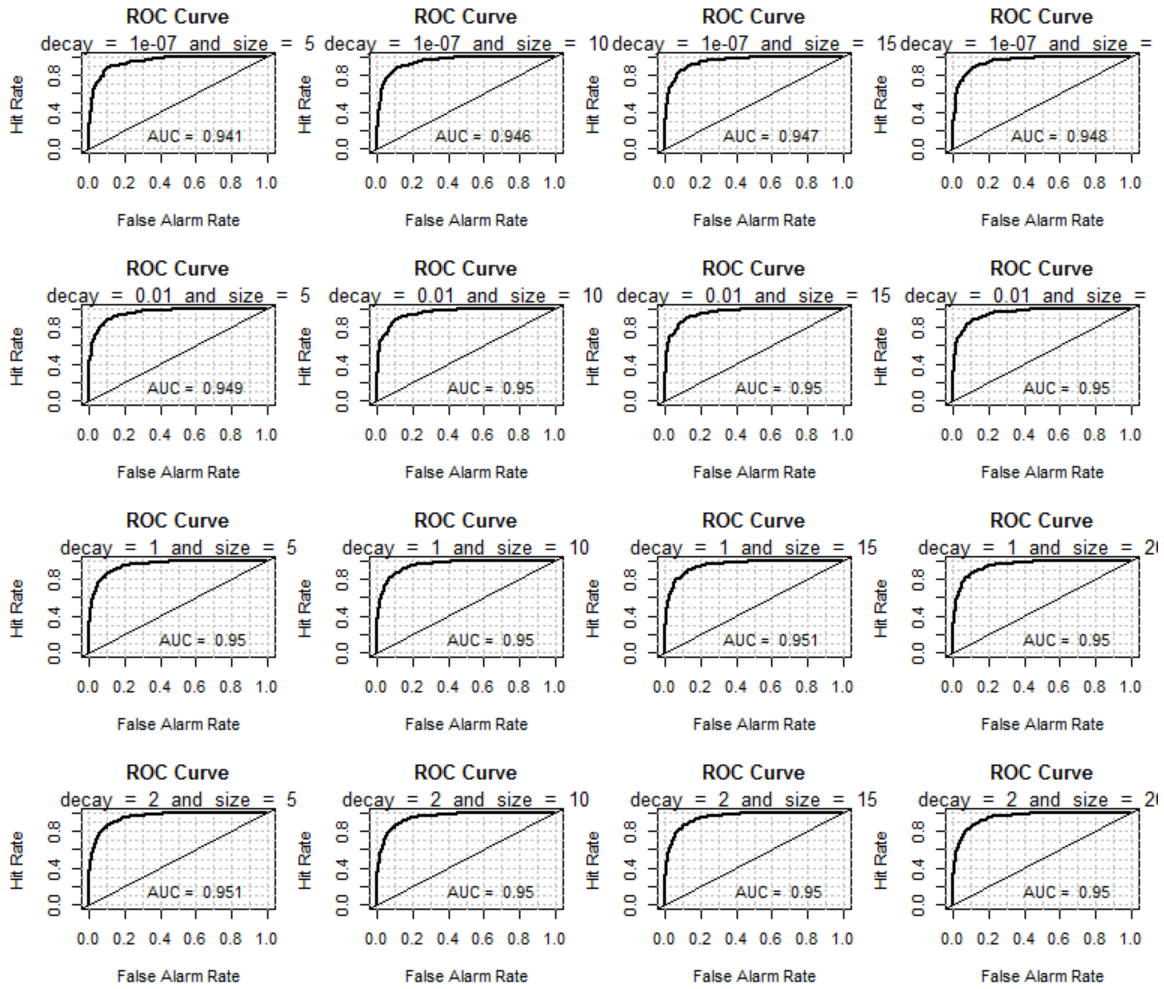 ROC Curve ROC Curve ROC Curve ROC Curve
decay = 1e-07 and size = 5 decay = 1e-07 and size = 10 decay = 1e-07 and size = 15 decay = 1e-07 and size =
Hit Rate 0.0 0.4 0.8 AUC = 0.941 Hit Rate 0.0 0.4 0.8 AUC = 0.946 Hit Rate 0.0 0.4 0.8 AUC = 0.947 Hit Rate 0.0 0.4 0.8 AUC = 0.948
0.0 0.2 0.4 0.6 0.8 1.0 0.0 0.2 0.4 0.6 0.8 1.0 0.0 0.2 0.4 0.6 0.8 1.0 0.0 0.2 0.4 0.6 0.8 1.0
False Alarm Rate False Alarm Rate False Alarm Rate False Alarm Rate
ROC Curve ROC Curve ROC Curve ROC Curve
decay = 0.01 and size = 5 decay = 0.01 and size = 10 decay = 0.01 and size = 15 decay = 0.01 and size =
Hit Rate 0.0 0.4 0.8 AUC = 0.949 Hit Rate 0.0 0.4 0.8 AUC = 0.95 Hit Rate 0.0 0.4 0.8 AUC = 0.95 Hit Rate 0.0 0.4 0.8 AUC = 0.95
0.0 0.2 0.4 0.6 0.8 1.0 0.0 0.2 0.4 0.6 0.8 1.0 0.0 0.2 0.4 0.6 0.8 1.0 0.0 0.2 0.4 0.6 0.8 1.0
False Alarm Rate False Alarm Rate False Alarm Rate False Alarm Rate
ROC Curve ROC Curve ROC Curve ROC Curve
decay = 1 and size = 5 decay = 1 and size = 10 decay = 1 and size = 15 decay = 1 and size = 20
Hit Rate 0.0 0.4 0.8 AUC = 0.95 Hit Rate 0.0 0.4 0.8 AUC = 0.95 Hit Rate 0.0 0.4 0.8 AUC = 0.951 Hit Rate 0.0 0.4 0.8 AUC = 0.95
0.0 0.2 0.4 0.6 0.8 1.0 0.0 0.2 0.4 0.6 0.8 1.0 0.0 0.2 0.4 0.6 0.8 1.0 0.0 0.2 0.4 0.6 0.8 1.0
False Alarm Rate False Alarm Rate False Alarm Rate False Alarm Rate
ROC Curve ROC Curve ROC Curve ROC Curve
decay = 2 and size = 5 decay = 2 and size = 10 decay = 2 and size = 15 decay = 2 and size = 20
Hit Rate 0.0 0.4 0.8 AUC = 0.951 Hit Rate 0.0 0.4 0.8 AUC = 0.95 Hit Rate 0.0 0.4 0.8 AUC = 0.95 Hit Rate 0.0 0.4 0.8 AUC = 0.95
0.0 0.2 0.4 0.6 0.8 1.0 0.0 0.2 0.4 0.6 0.8 1.0 0.0 0.2 0.4 0.6 0.8 1.0 0.0 0.2 0.4 0.6 0.8 1.0
False Alarm Rate False Alarm Rate False Alarm Rate False Alarm Rate